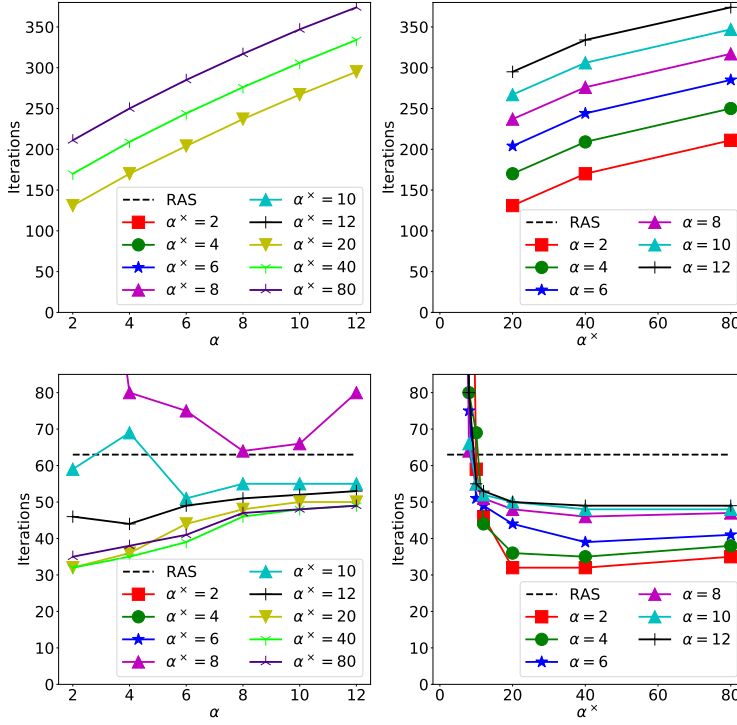 350
300
250
200
150
100
50
0
Iterations
2 4 6 8 10 12
α
RAS
α× = 2
α× = 4
α× = 6
α× = 8
α× = 10
α× = 12
α× = 20
α× = 40
α× = 80
350
300
250
200
150
100
50
0
Iterations
0 20 40 60 80
α×
RAS
α = 2
α = 4
α = 6
α = 8
α = 10
α = 12
80
70
60
50
40
30
20
10
0
Iterations
2 4 6 8 10 12
α
RAS
α× = 2
α× = 4
α× = 6
α× = 8
α× = 10
α× = 12
α× = 20
α× = 40
α× = 80
80
70
60
50
40
30
20
10
0
Iterations
0 20 40 60 80
α×
RAS
α = 2
α = 4
α = 6
α = 8
α = 10
α = 12